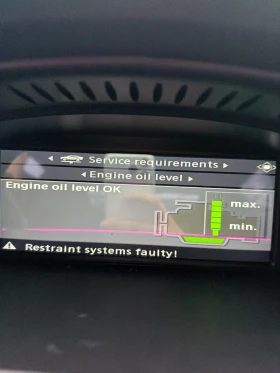 Service requirements
Engine oil level
Engine oil level OK
max.
min.
Restraint systems faulty!